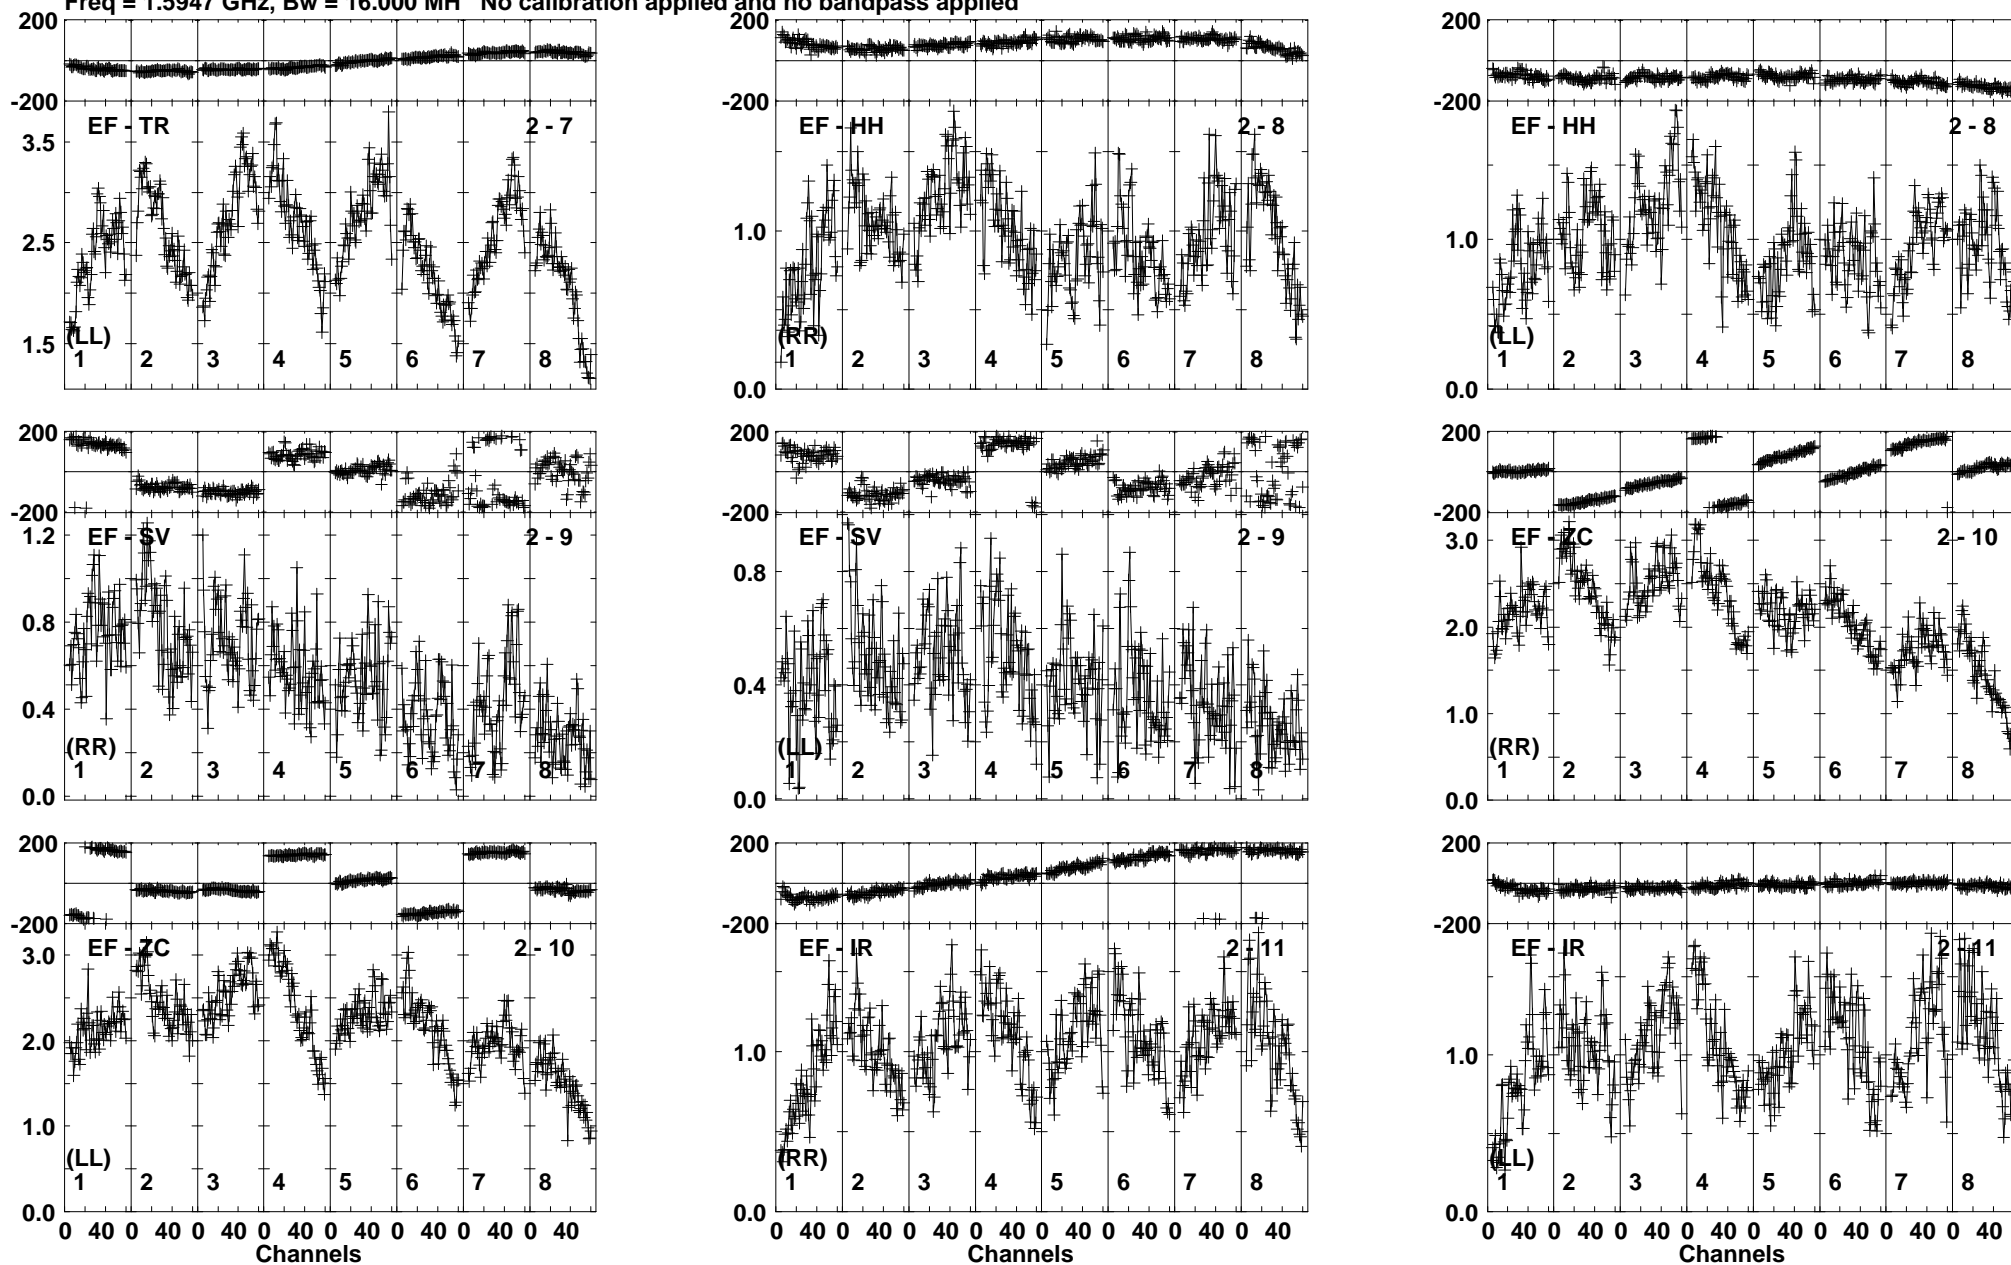 Freq = 1.5947 GHz, Bw = 16.000 MH No calibration applied and no bandpass applied
200 200 200
-200 -200 -200
EF - TR 2 - 7 EF - HH 2 - 8 EF - HH 2 - 8
3.5
2.5 1.0 1.0
1.5 (LL) (RR) (LL)
1 2 3 4 5 6 7 8 1 2 3 4 5 6 7 8 1 2 3 4 5 6 7 8
0.0 0.0
200 200 200
-200 -200 -200
EF - SV 2 - 9 EF - SV 2 - 9 EF - ZC 2 - 10
1.2 3.0
0.8 0.8
2.0
0.4 0.4
1.0
(RR) (LL) (RR)
1 2 3 4 5 6 7 8 1 2 3 4 5 6 7 8 1 2 3 4 5 6 7 8
0.0 0.0 0.0
200 200 200
-200 -200 -200
EF - ZC 2 - 10 EF - IR 2 - 11 EF - IR 2 - 11
3.0
2.0
1.0 1.0
1.0
(LL) (RR) (LL)
1 2 3 4 5 6 7 8 1 2 3 4 5 6 7 8 1 2 3 4 5 6 7 8
0.0 0.0 0.0
0 40 0 40 0 40 0 40 0 40 0 40 0 40 0 40 0 40 0 40 0 40 0 40 0 40 0 40 0 40 0 40 0 40 0 40 0 40 0 40 0 40 0 40 0 40 0 40
Channels Channels Channels